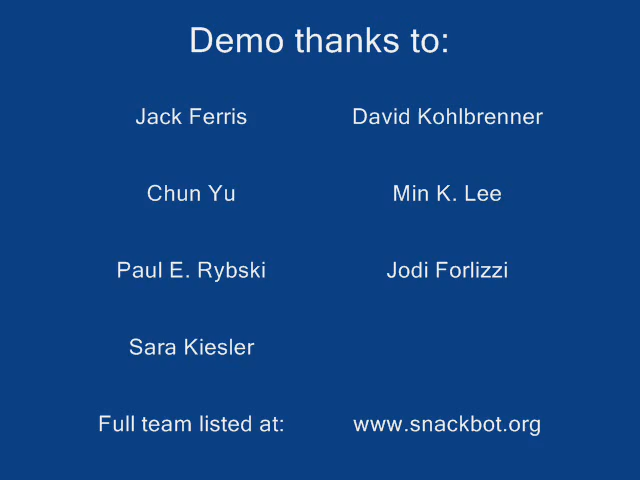 Demo thanks to:
Jack Ferris David Kohlbrenner
Chun Yu Min K. Lee
Paul E. Rybski Jodi Forlizzi
Sara Kiesler
Full team listed at: www.snackbot.org